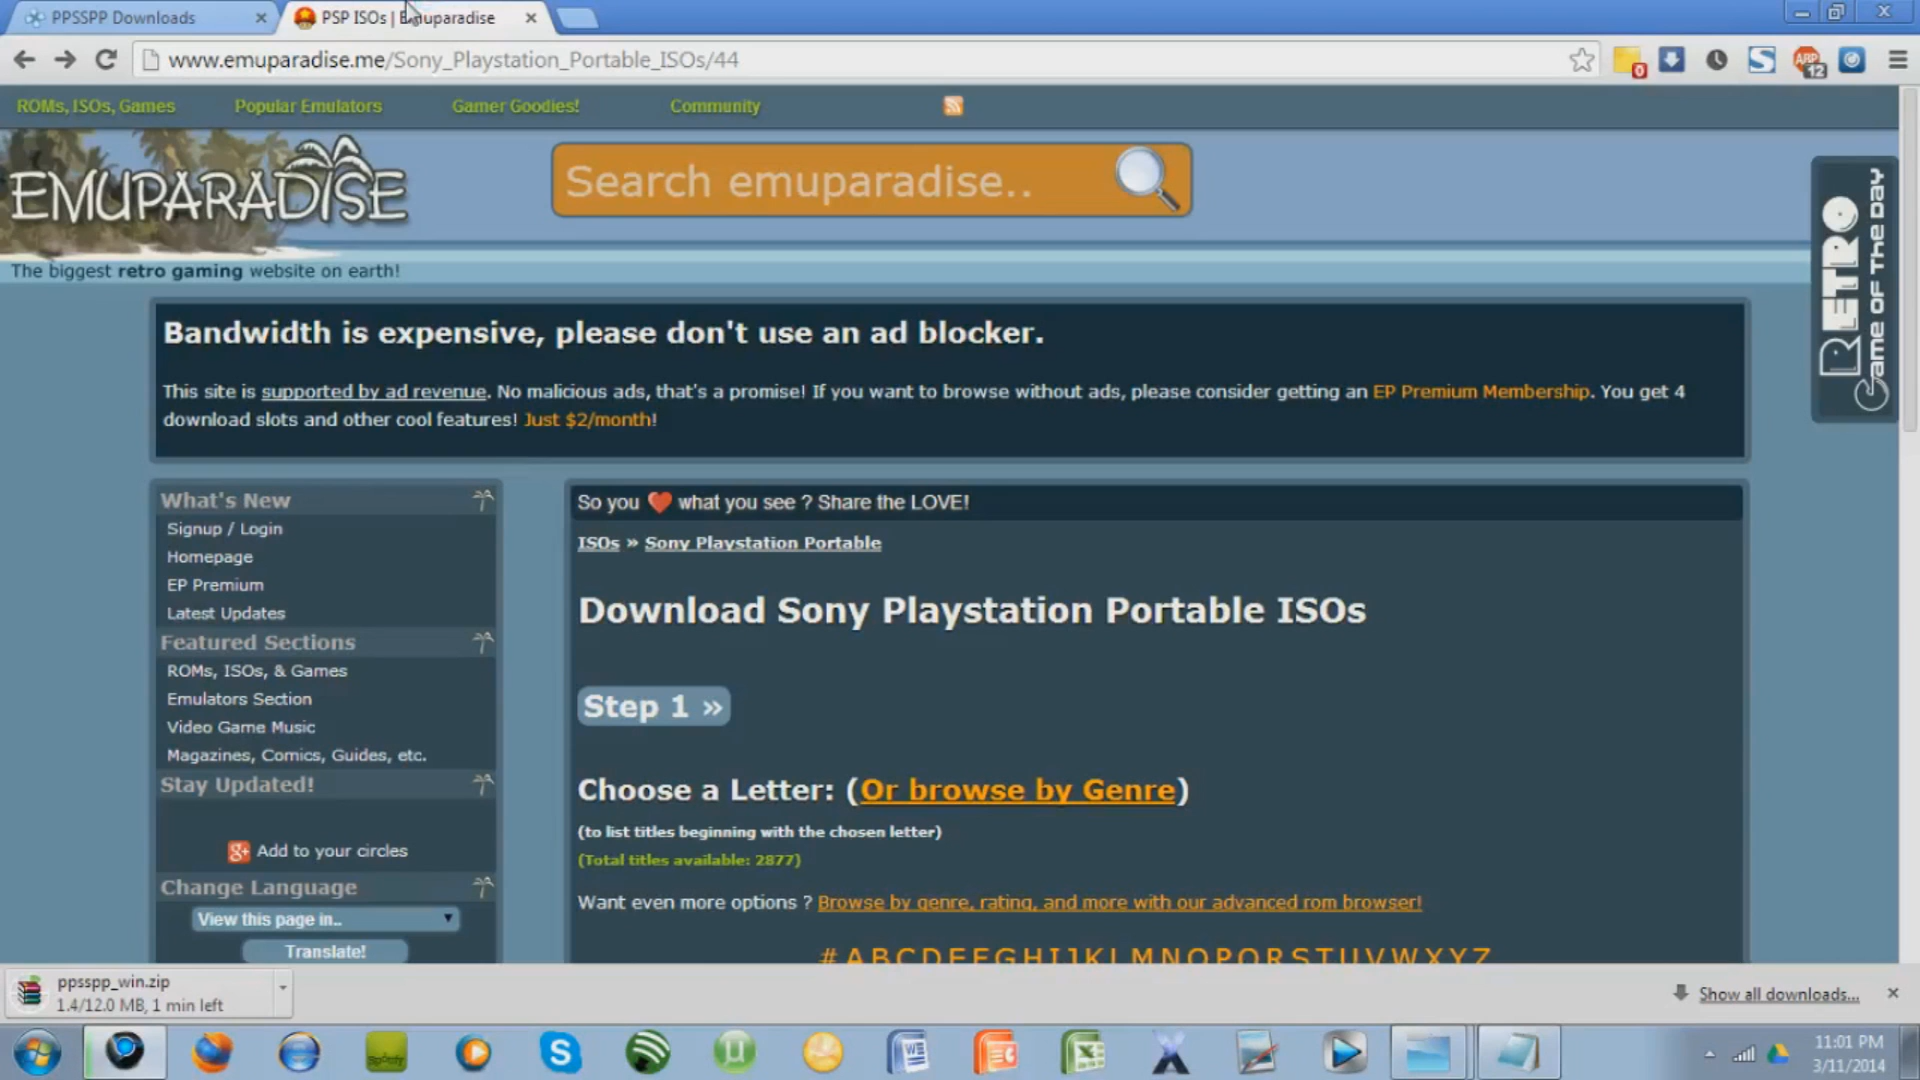 PPSSPP Downloads
PSP ISOs | Emuparadise
www.emuparadise.me/Sony_Playstation_Portable_ISOs/44
0
ABP
12
ROMs, ISOs, Games
Popular Emulators
Gamer Goodies!
Community
EMUPARADISE
Search emuparadise..
The biggest retro gaming website on earth!
RETRO
Game OF THE DAY
Bandwidth is expensive, please don't use an ad blocker.
This site is supported by ad revenue. No malicious ads, that's a promise! If you want to browse without ads, please consider getting an EP Premium Membership. You get 4
download slots and other cool features! Just $2/month!
What's New
Signup / Login
Homepage
EP Premium
Latest Updates
Featured Sections
ROMs, ISOs, & Games
Emulators Section
Video Game Music
Magazines, Comics, Guides, etc.
Stay Updated!
Add to your circles
Change Language
View this page in..
Translate!
So you ❤ what you see ? Share the LOVE!
ISOs » Sony Playstation Portable
Download Sony Playstation Portable ISOs
Step 1 »
Choose a Letter: (Or browse by Genre)
(to list titles beginning with the chosen letter)
(Total titles available: 2877)
Want even more options ? Browse by genre, rating, and more with our advanced rom browser!
# A B C D E F G H I J K L M N O P Q R S T U V W X Y Z
ppsspp_win.zip
1.4/12.0 MB, 1 min left
Show all downloads...
11:01 PM
3/11/2014